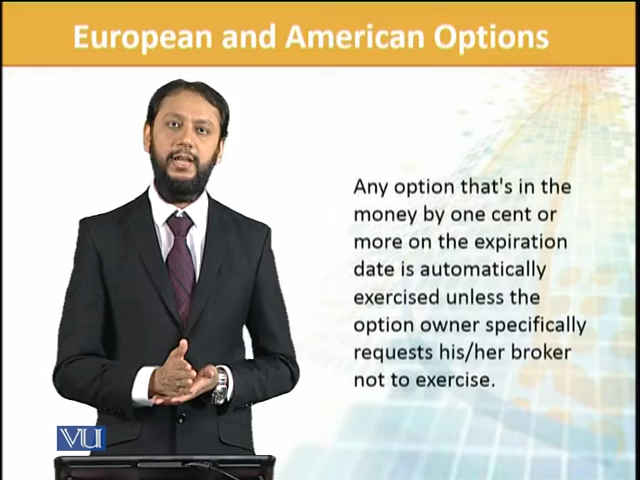 European and American Options
Any option that's in the
money by one cent or
more on the expiration
date is automatically
exercised unless the
option owner specifically
requests his/her broker
not to exercise.
VU